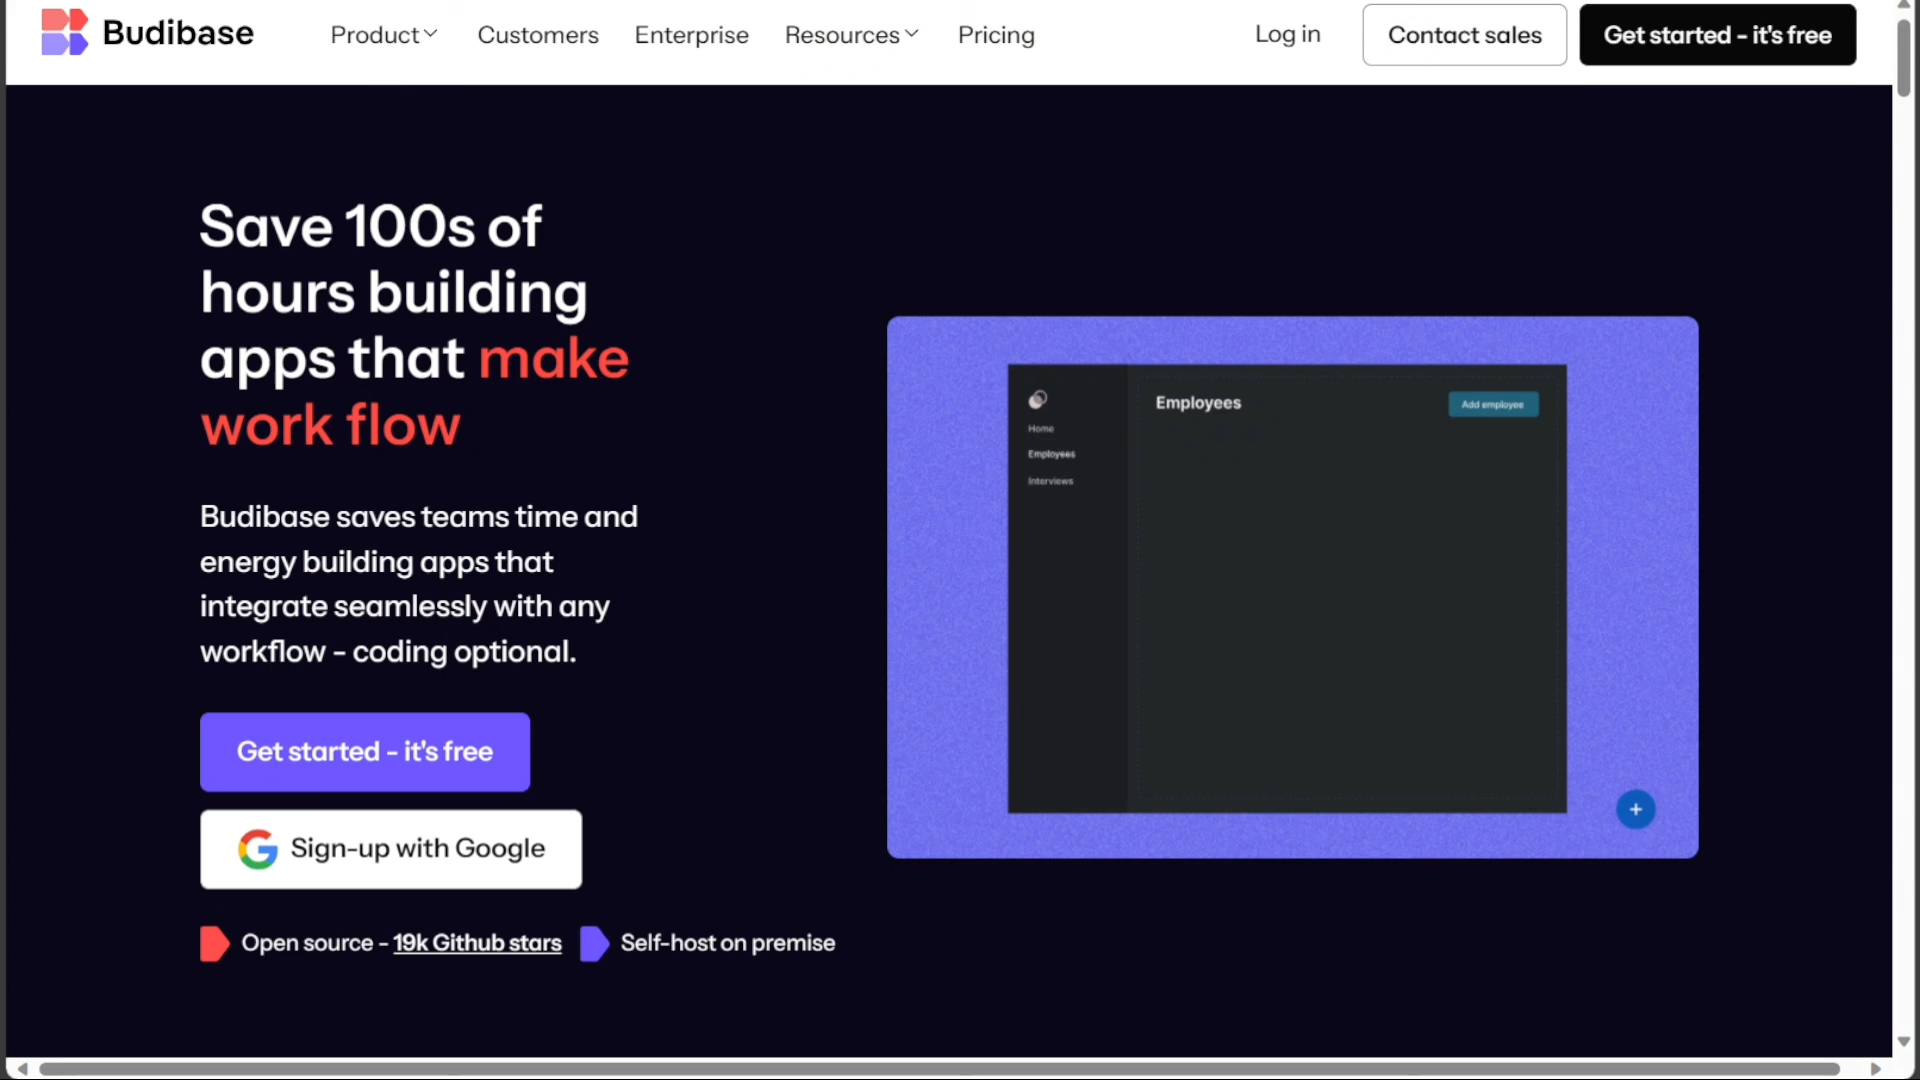 Budibase
Product
Customers
Enterprise
Resources
Pricing
Log in
Contact sales
Get started - it's free
Save 100s of
hours building
apps that make
work flow
Budibase saves teams time and
energy building apps that
integrate seamlessly with any
workflow - coding optional.
Get started - it's free
Sign-up with Google
Open source - 19k Github stars
Self-host on premise
Home
Employees
Interviews
Employees
Add employee